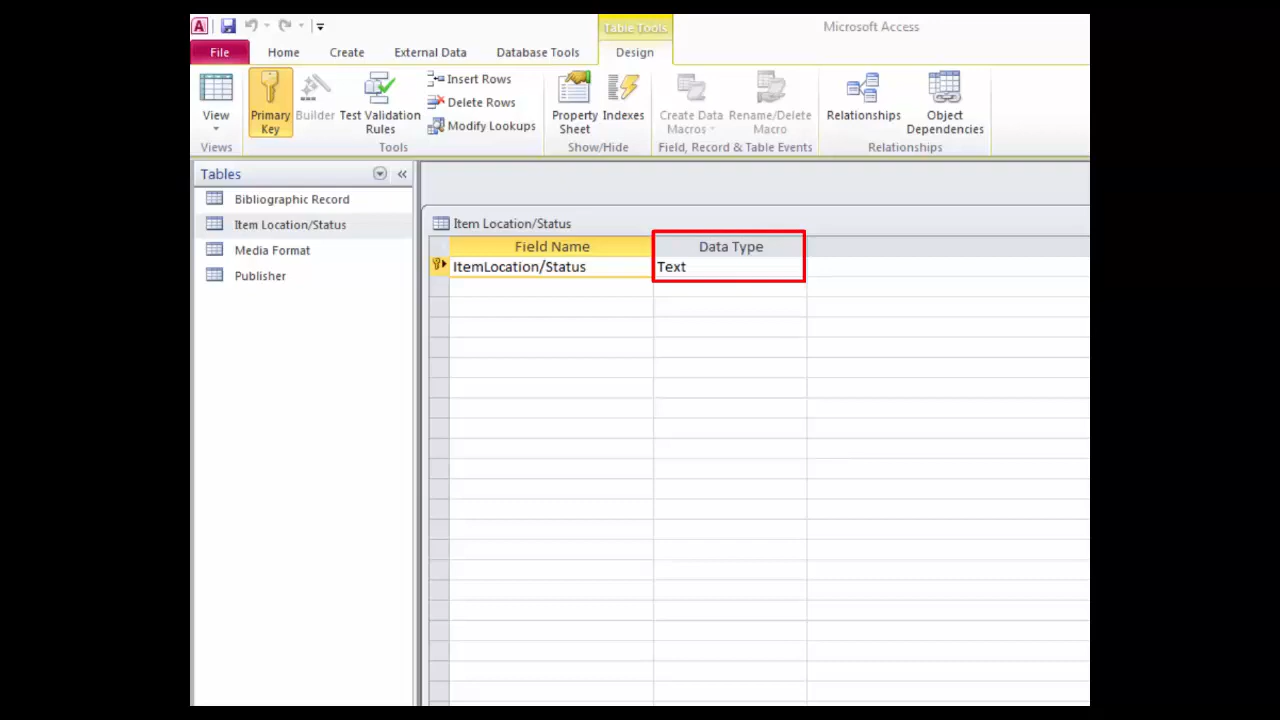 Table Tools
Microsoft Access
File Home Create External Data Database Tools Design
View
Primary Key
Builder
Test Validation Rules
Insert Rows
Delete Rows
Modify Lookups
Property Sheet
Indexes
Create Data Macros
Rename/Delete Macro
Relationships
Object Dependencies
Views
Tools
Show/Hide
Field, Record & Table Events
Relationships
Tables
Bibliographic Record
Item Location/Status
Media Format
Publisher
Item Location/Status
Field Name Data Type
ItemLocation/Status Text